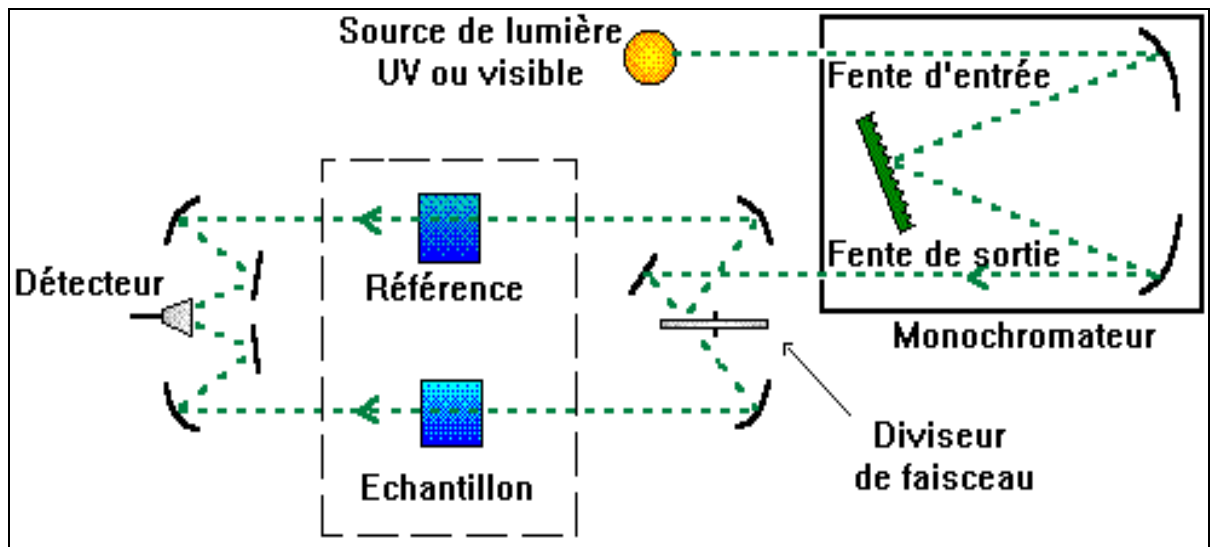 Source de lumière
UV ou visible
Fente d'entrée
Fente de sortie
Monochromateur
Détecteur
Référence
Echantillon
Diviseur
de faisceau